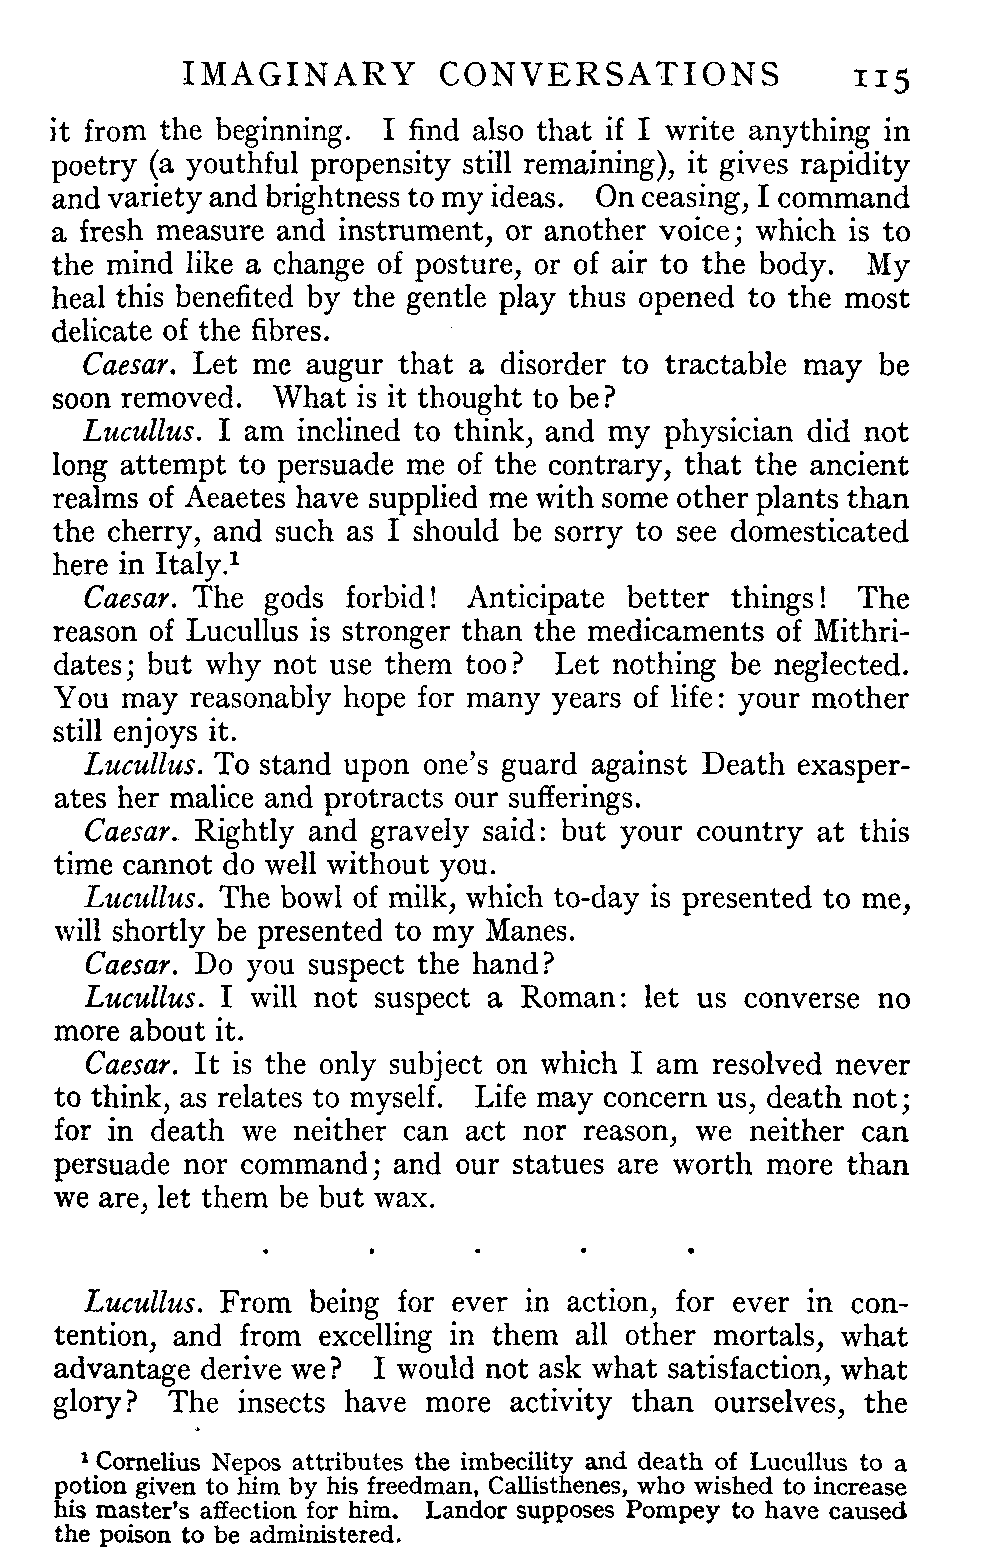 IMAGINARY CONVERSATIONS 115
it from the beginning. I find also that if I write anything in
poetry (a youthful propensity still remaining), it gives rapidity
and variety and brightness to my ideas. On ceasing, I command
a fresh measure and instrument, or another voice; which is to
the mind like a change of posture, or of air to the body. My
heal this benefited by the gentle play thus opened to the most
delicate of the fibres.
Caesar. Let me augur that a disorder to tractable may be
soon removed. What is it thought to be?
Lucullus. I am inclined to think, and my physician did not
long attempt to persuade me of the contrary, that the ancient
realms of Aeaetes have supplied me with some other plants than
the cherry, and such as I should be sorry to see domesticated
here in Italy.¹
Caesar. The gods forbid! Anticipate better things! The
reason of Lucullus is stronger than the medicaments of Mithri-
dates; but why not use them too? Let nothing be neglected.
You may reasonably hope for many years of life: your mother
still enjoys it.
Lucullus. To stand upon one's guard against Death exasper-
ates her malice and protracts our sufferings.
Caesar. Rightly and gravely said: but your country at this
time cannot do well without you.
Lucullus. The bowl of milk, which to-day is presented to me,
will shortly be presented to my Manes.
Caesar. Do you suspect the hand?
Lucullus. I will not suspect a Roman: let us converse no
more about it.
Caesar. It is the only subject on which I am resolved never
to think, as relates to myself. Life may concern us, death not;
for in death we neither can act nor reason, we neither can
persuade nor command; and our statues are worth more than
we are, let them be but wax.
. . . . .
Lucullus. From being for ever in action, for ever in con-
tention, and from excelling in them all other mortals, what
advantage derive we? I would not ask what satisfaction, what
glory? The insects have more activity than ourselves, the
¹ Cornelius Nepos attributes the imbecility and death of Lucullus to a
potion given to him by his freedman, Callisthenes, who wished to increase
his master's affection for him. Landor supposes Pompey to have caused
the poison to be administered.